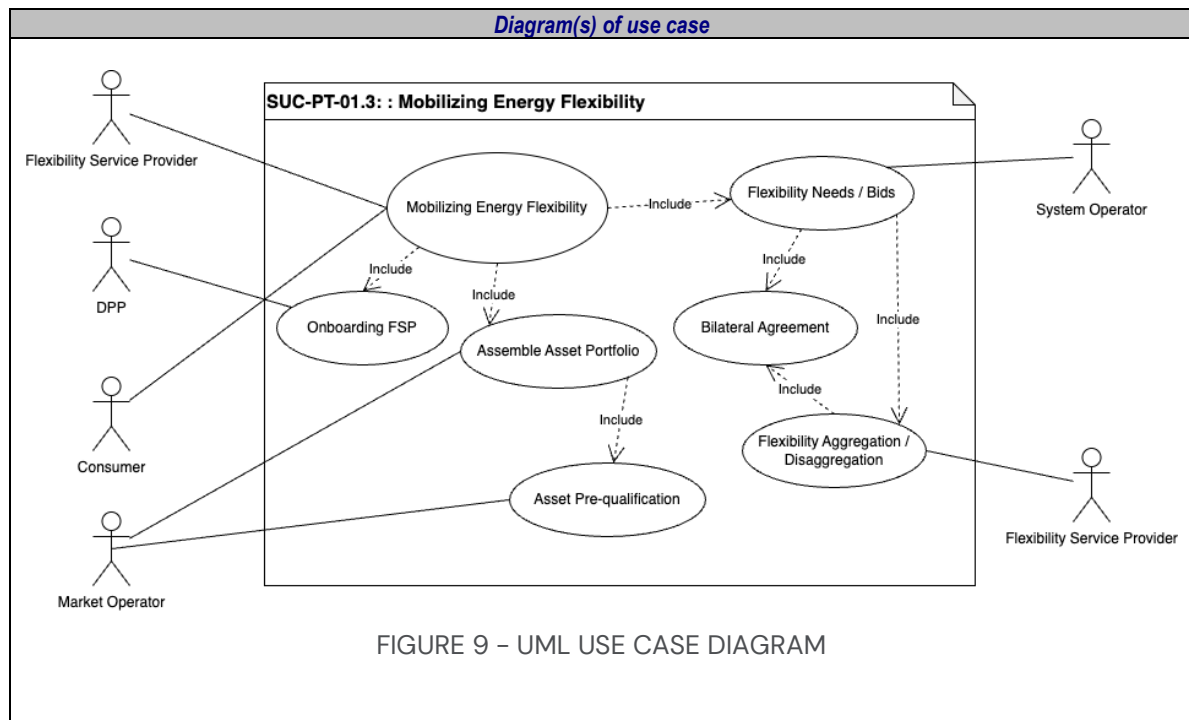 Diagram(s) of use case
SUC-PT-01.3: : Mobilizing Energy Flexibility
Flexibility Service Provider
DPP
Consumer
Market Operator
Mobilizing Energy Flexibility
Include
Flexibility Needs / Bids
System Operator
Include
Include
Include
Include
Onboarding FSP
Assemble Asset Portfolio
Bilateral Agreement
Include
Include
Flexibility Aggregation /
Disaggregation
Asset Pre-qualification
Flexibility Service Provider
FIGURE 9 - UML USE CASE DIAGRAM